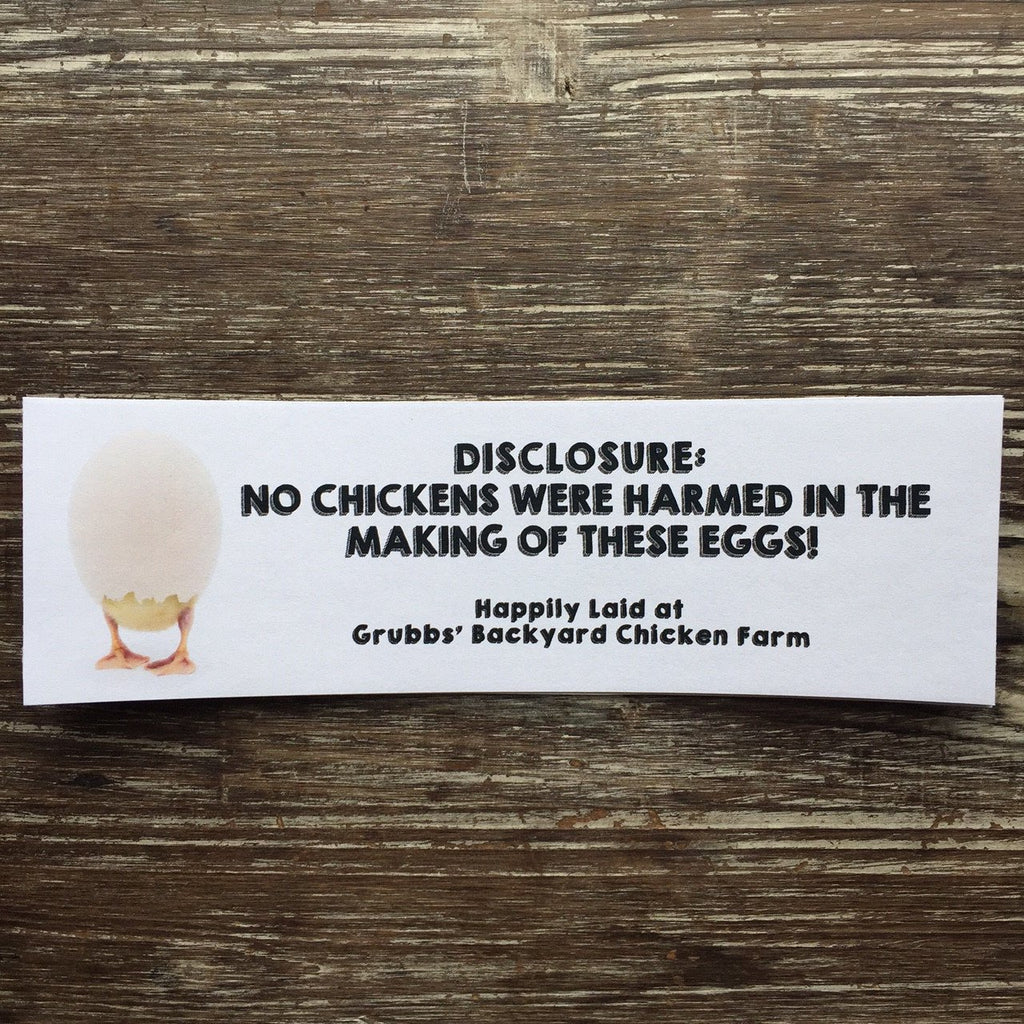 DISCLOSURE:
NO CHICKENS WERE HARMED IN THE
MAKING OF THESE EGGS!
Happily Laid at
Grubbs' Backyard Chicken Farm